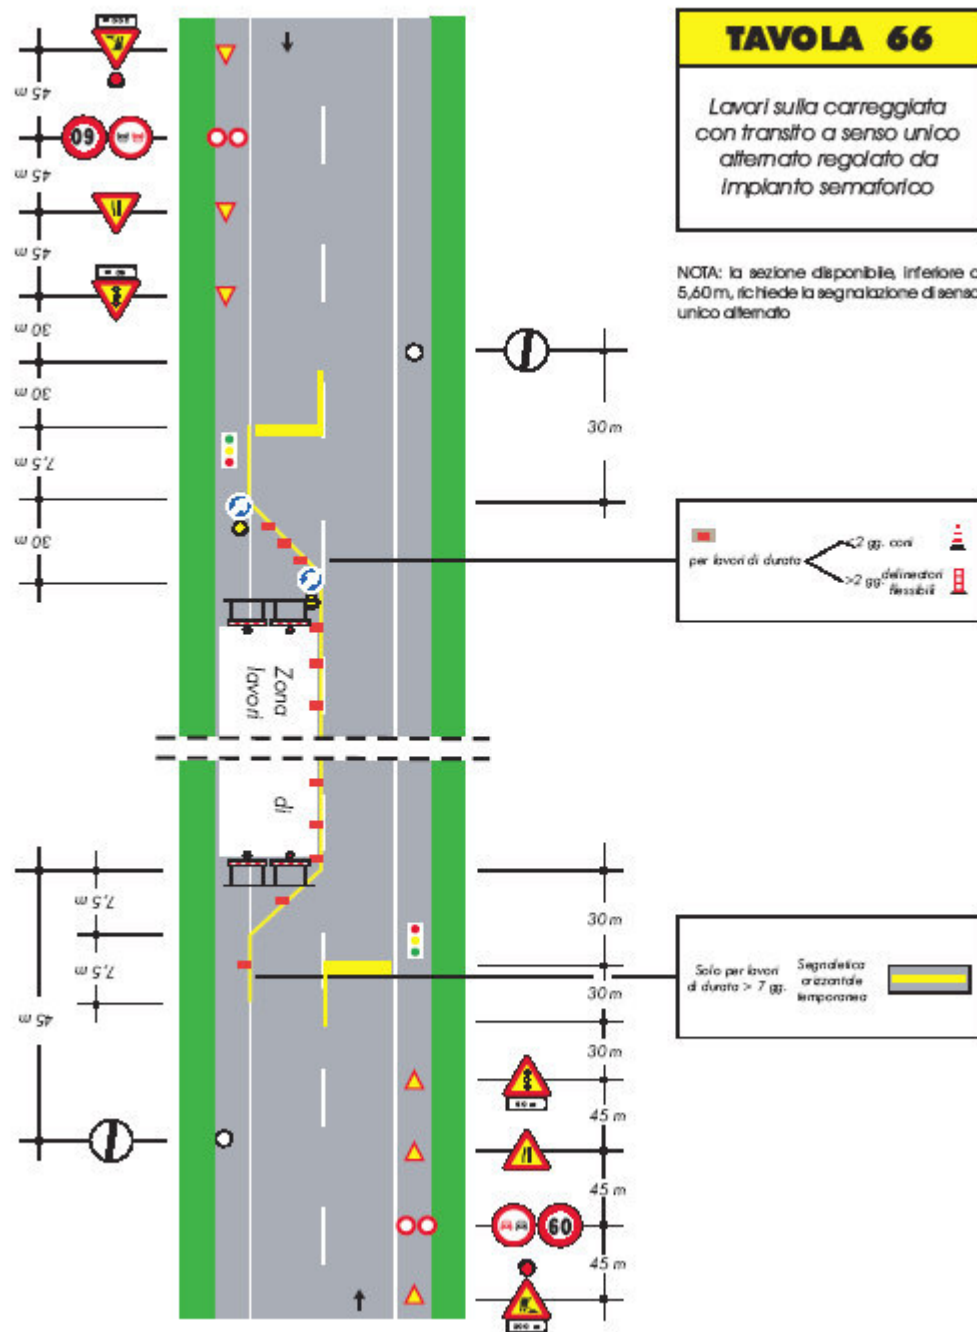 TAVOLA 66
Lavori sulla carreggiata
con transito a senso unico
alternato regolato da
impianto semaforico
NOTA: la sezione disponibile, inferiore a
5,60 m, richiede la segnalazione di senso
unico alternato
45 m
60
45 m
45 m
30 m
30 m
7,5 m
30 m
30 m
per lavori di durata
<2 gg. coni
>2 gg. delineatori
flessibili
Zona
lavori
di
7,5 m
7,5 m
45 m
30 m
30 m
30 m
Solo per lavori
di durata > 7 gg.
Segnaletica
orizzontale
temporanea
45 m
45 m
60
45 m